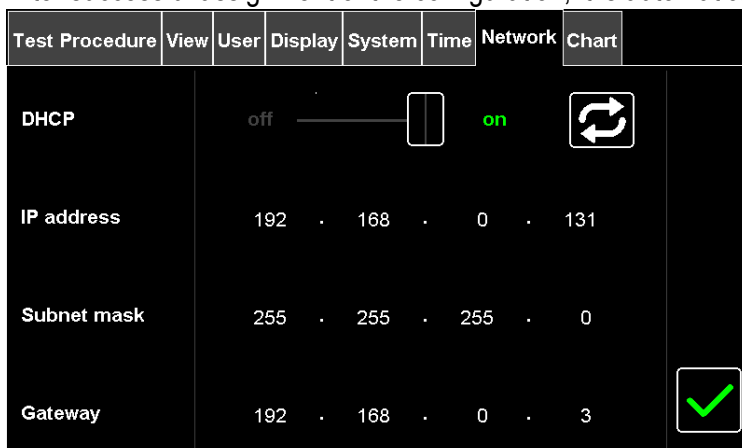 Test Procedure View User Display System Time Network Chart
DHCP off on
IP address 192 . 168 . 0 . 131
Subnet mask 255 . 255 . 255 . 0
Gateway 192 . 168 . 0 . 3